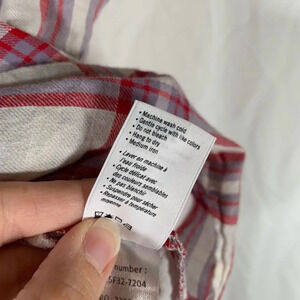 • Machine wash cold
• Gentle cycle with like colors
• Do not bleach
• Hang to dry
• Medium iron
• Laver en machine à
l'eau froide
• Cycle délicat avec
des couleurs semblables
• Ne pas blanchir
• Suspendre pour sécher
• Repasser à température
moyenne
number :
5F32-7204